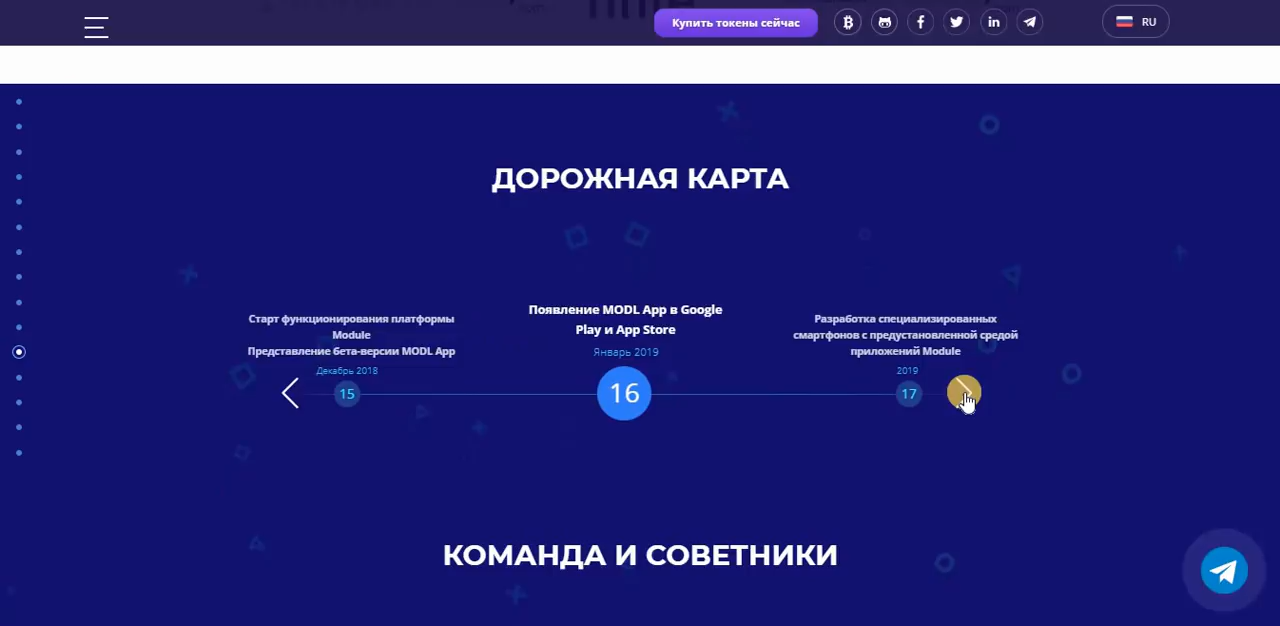 Купить токены сейчас
RU
ДОРОЖНАЯ КАРТА
Старт функционирования платформы
Module
Представление бета-версии MODL App
Декабрь 2018
15
Появление MODL App в Google
Play и App Store
Январь 2019
16
Разработка специализированных
смартфонов с предустановленной средой
приложений Module
2019
17
КОМАНДА И СОВЕТНИКИ